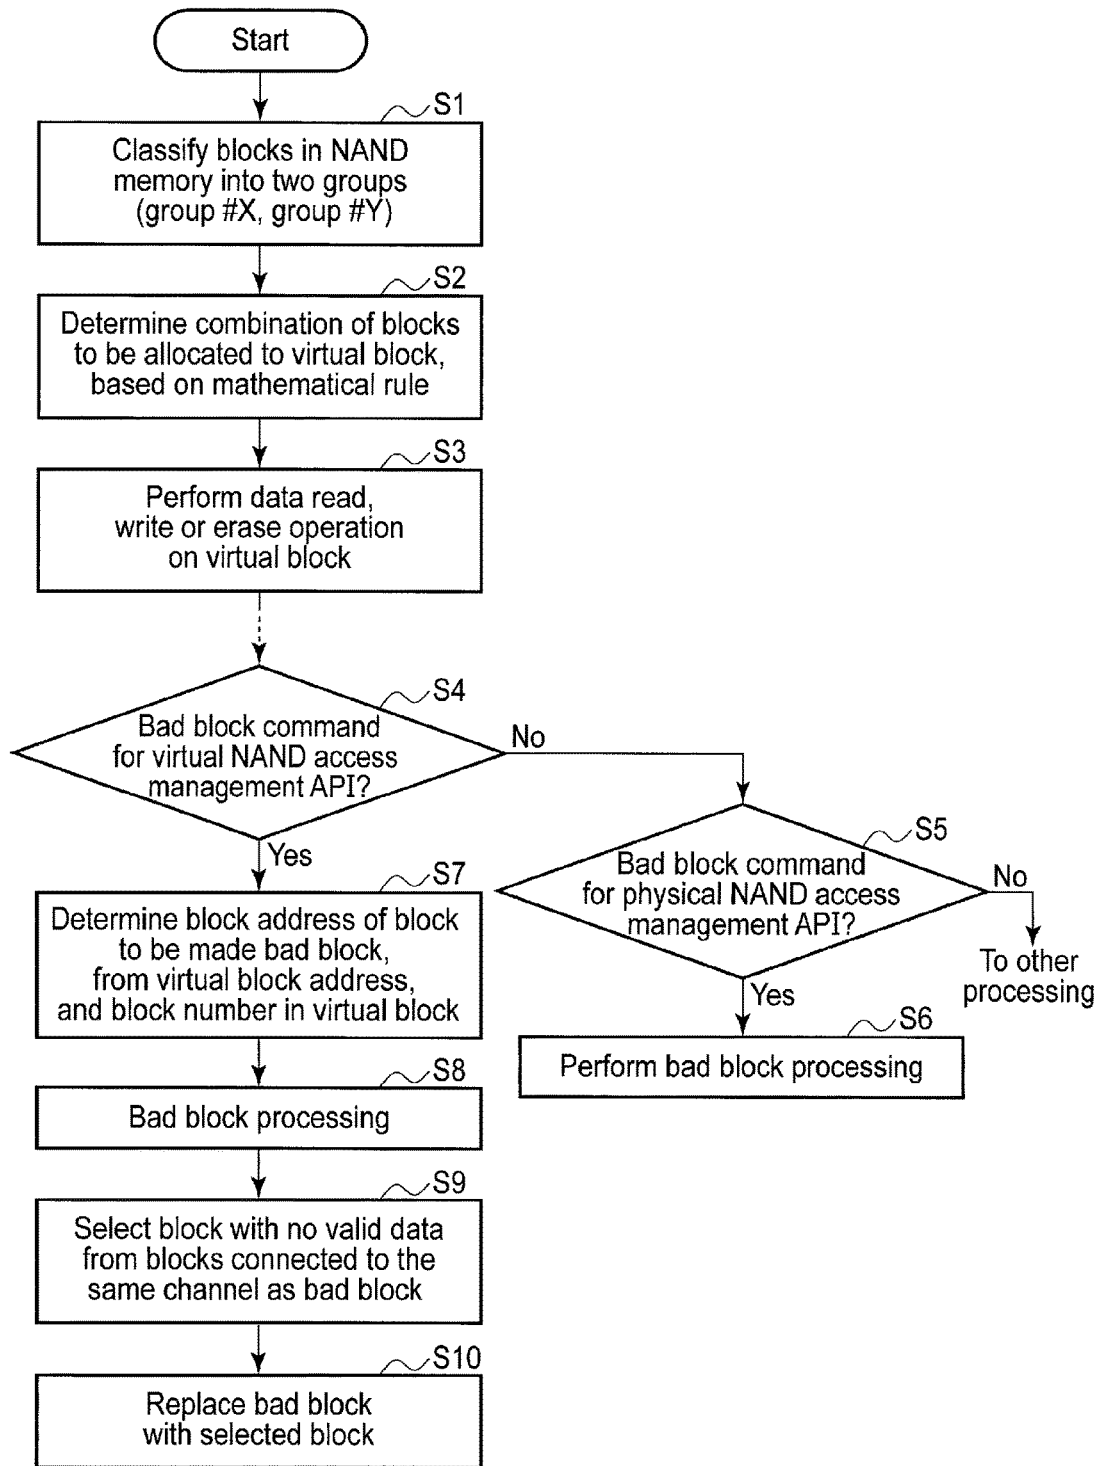 Start
S1
Classify blocks in NAND
memory into two groups
(group #X, group #Y)
S2
Determine combination of blocks
to be allocated to virtual block,
based on mathematical rule
S3
Perform data read,
write or erase operation
on virtual block
S4
Bad block command
for virtual NAND access
management API?
No
Yes
S5
Bad block command
for physical NAND access
management API?
No
To other
processing
Yes
S6
Perform bad block processing
S7
Determine block address of block
to be made bad block,
from virtual block address,
and block number in virtual block
S8
Bad block processing
S9
Select block with no valid data
from blocks connected to the
same channel as bad block
S10
Replace bad block
with selected block